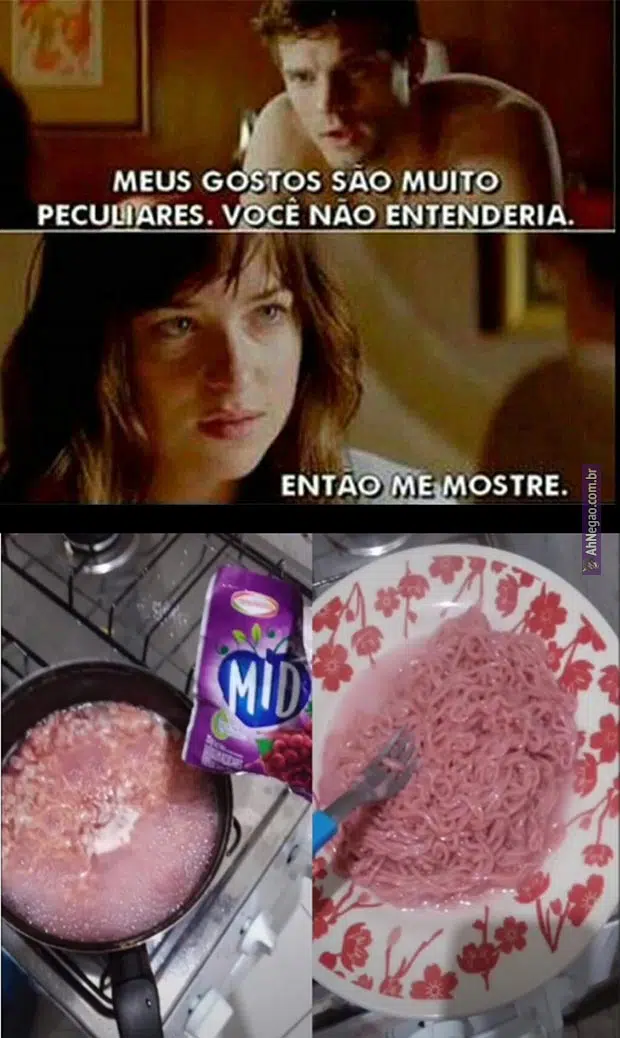 MEUS GOSTOS SÃO MUITO
PECULIARES. VOCÊ NÃO ENTENDERIA.
ENTÃO ME MOSTRE.
AhNegao.com.br
MID